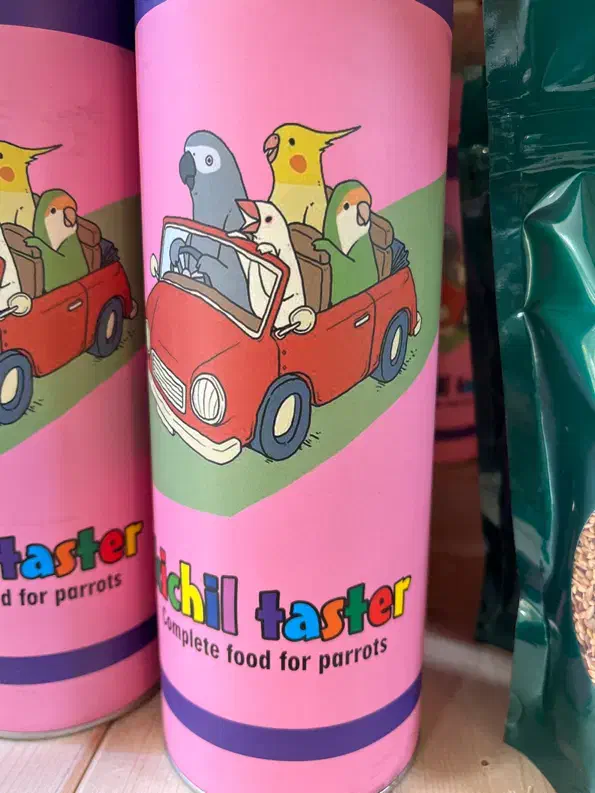 taster
d for parrots
ichil taster
Complete food for parrots